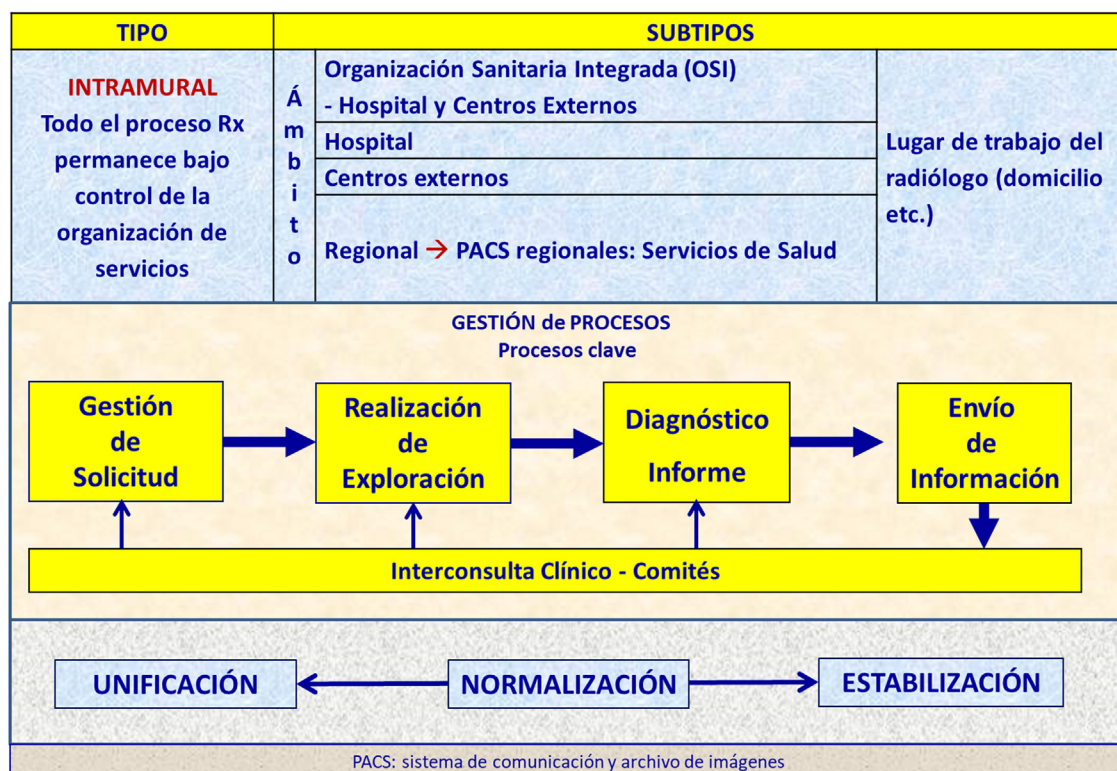 TIPO
SUBTIPOS
INTRAMURAL
Todo el proceso Rx
permanece bajo
control de la
organización de
servicios
Ámbito
Organización Sanitaria Integrada (OSI)
- Hospital y Centros Externos
Hospital
Centros externos
Regional → PACS regionales: Servicios de Salud
Lugar de trabajo del
radiólogo (domicilio
etc.)
GESTIÓN de PROCESOS
Procesos clave
Gestión
de
Solicitud
Realización
de
Exploración
Diagnóstico
Informe
Envío
de
Información
Interconsulta Clínico - Comités
UNIFICACIÓN
NORMALIZACIÓN
ESTABILIZACIÓN
PACS: sistema de comunicación y archivo de imágenes